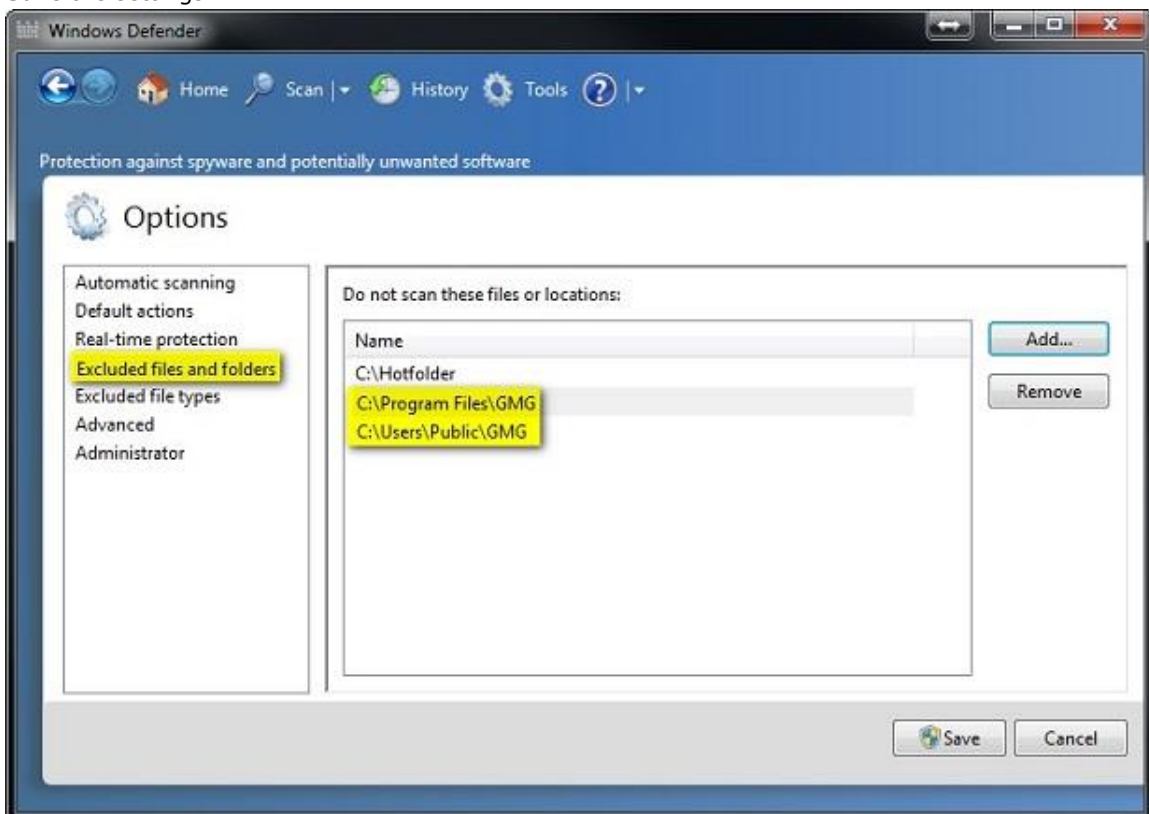 Windows Defender
Home Scan History Tools
Protection against spyware and potentially unwanted software
Options
Automatic scanning
Default actions
Real-time protection
Excluded files and folders
Excluded file types
Advanced
Administrator
Do not scan these files or locations:
Name
C:\Hotfolder
C:\Program Files\GMG
C:\Users\Public\GMG
Add...
Remove
Save Cancel